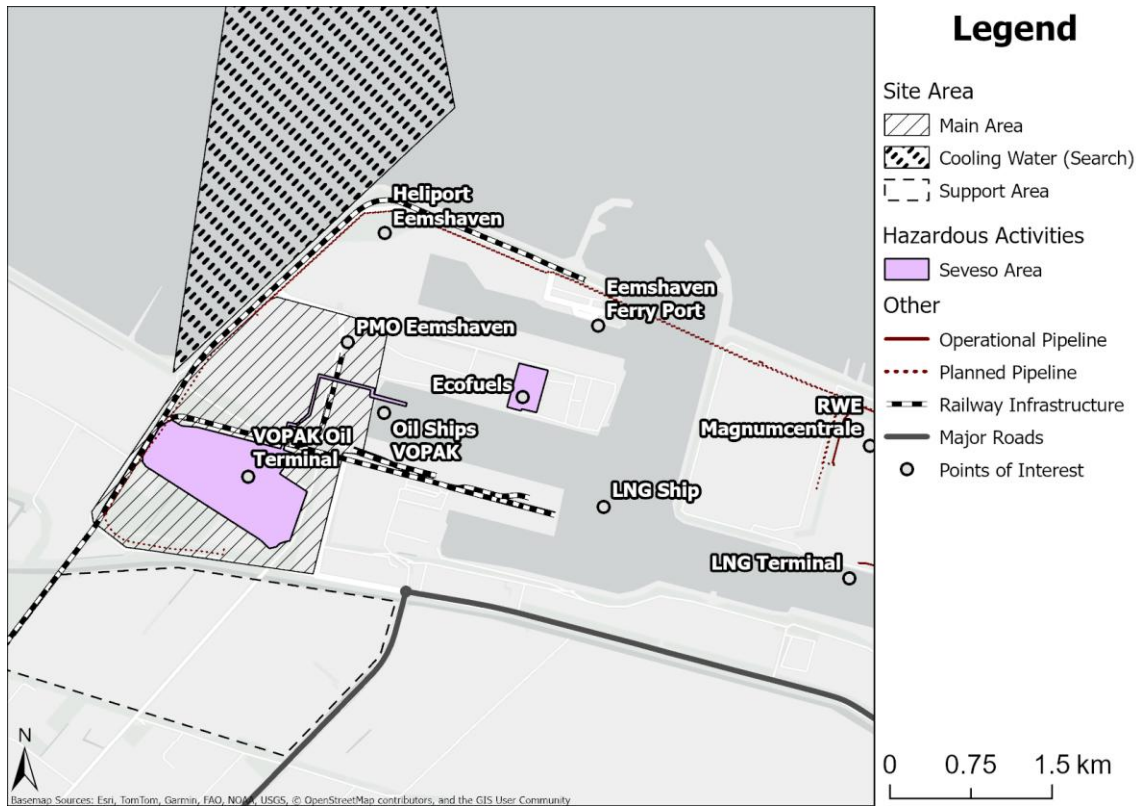 Heliport
Eemshaven
Eemshaven
Ferry Port
PMO Eemshaven
Ecofuels
RWE
Magnumcentrale
Oil Ships
VOPAK
VOPAK Oil
Terminal
LNG Ship
LNG Terminal
N
Basemap Sources: Esri, TomTom, Garmin, FAO, NOAA, USGS, © OpenStreetMap contributors, and the GIS User Community
Legend
Site Area
Main Area
Cooling Water (Search)
Support Area
Hazardous Activities
Seveso Area
Other
Operational Pipeline
Planned Pipeline
Railway Infrastructure
Major Roads
Points of Interest
0 0.75 1.5 km